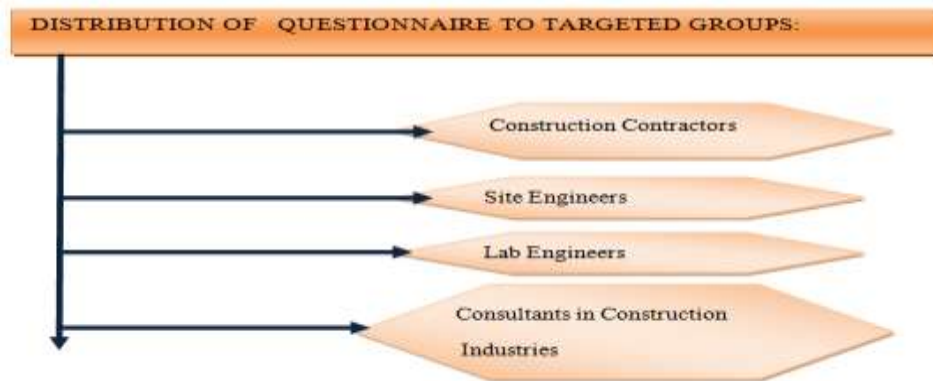 DISTRIBUTION OF QUESTIONNAIRE TO TARGETED GROUPS:
Construction Contractors
Site Engineers
Lab Engineers
Consultants in Construction
Industries